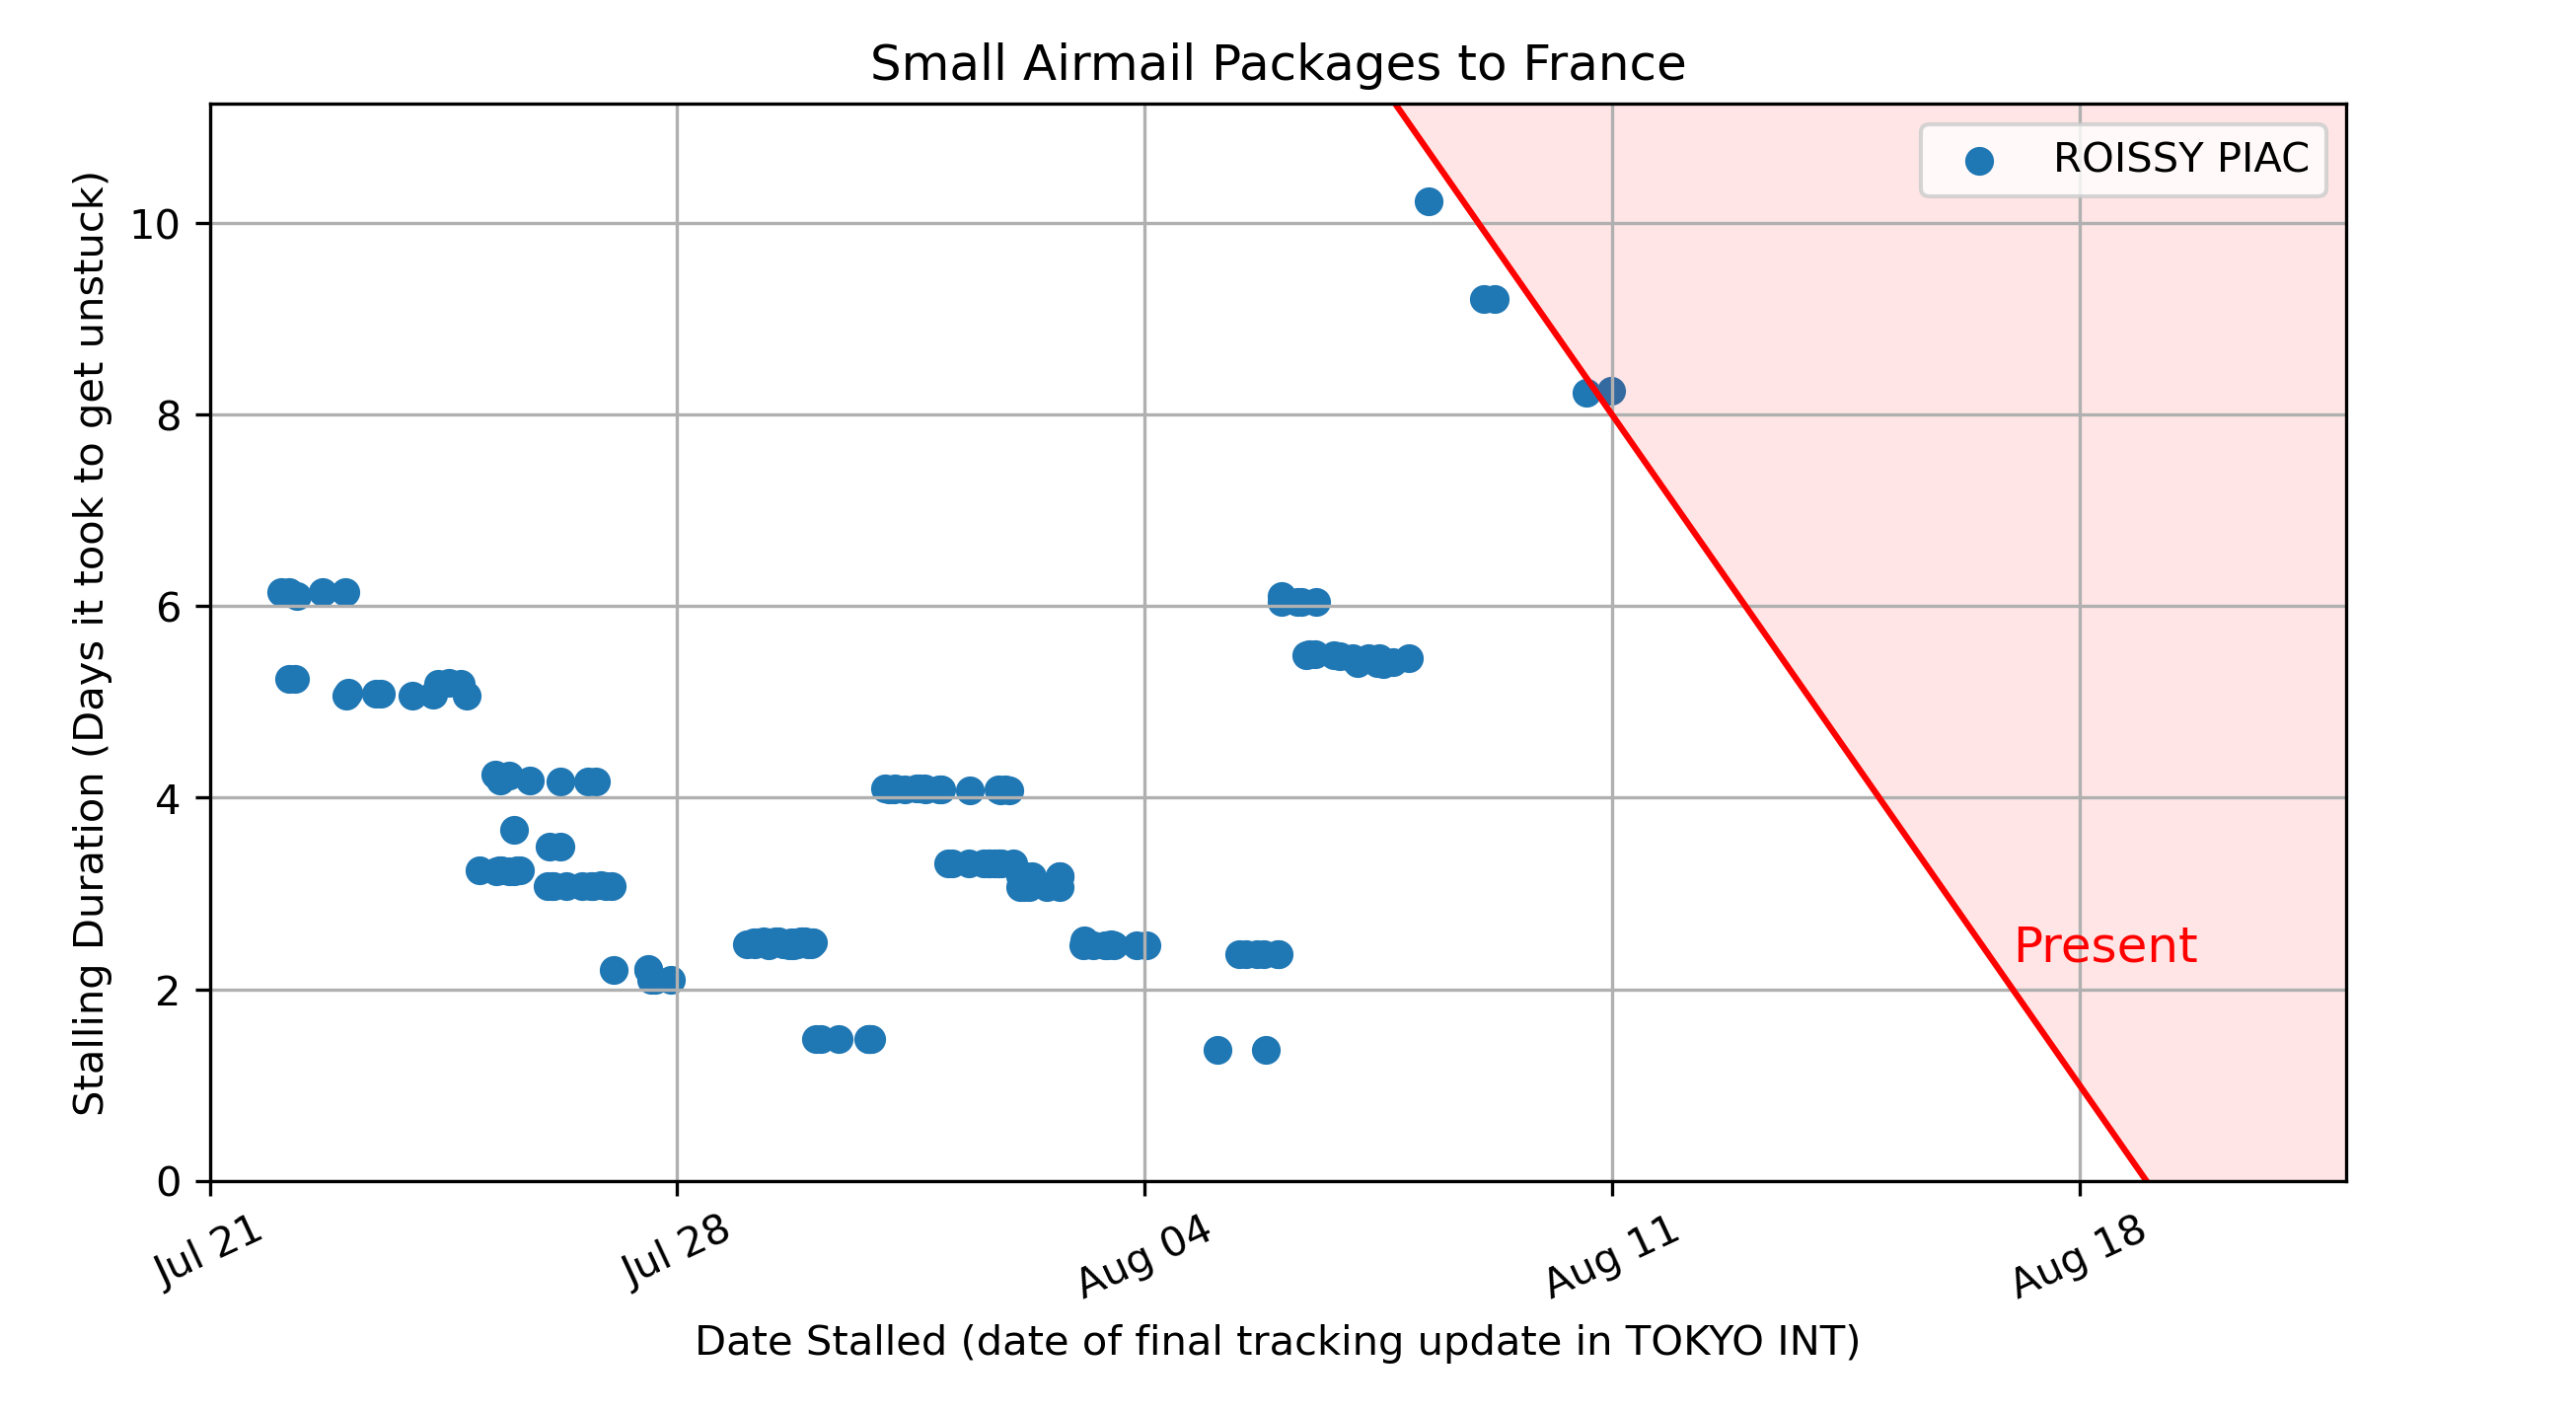 Small Airmail Packages to France
ROISSY PIAC
Stalling Duration (Days it took to get unstuck)
10
8
6
4
2
0
Present
Jul 21
Jul 28
Aug 04
Aug 11
Aug 18
Date Stalled (date of final tracking update in TOKYO INT)